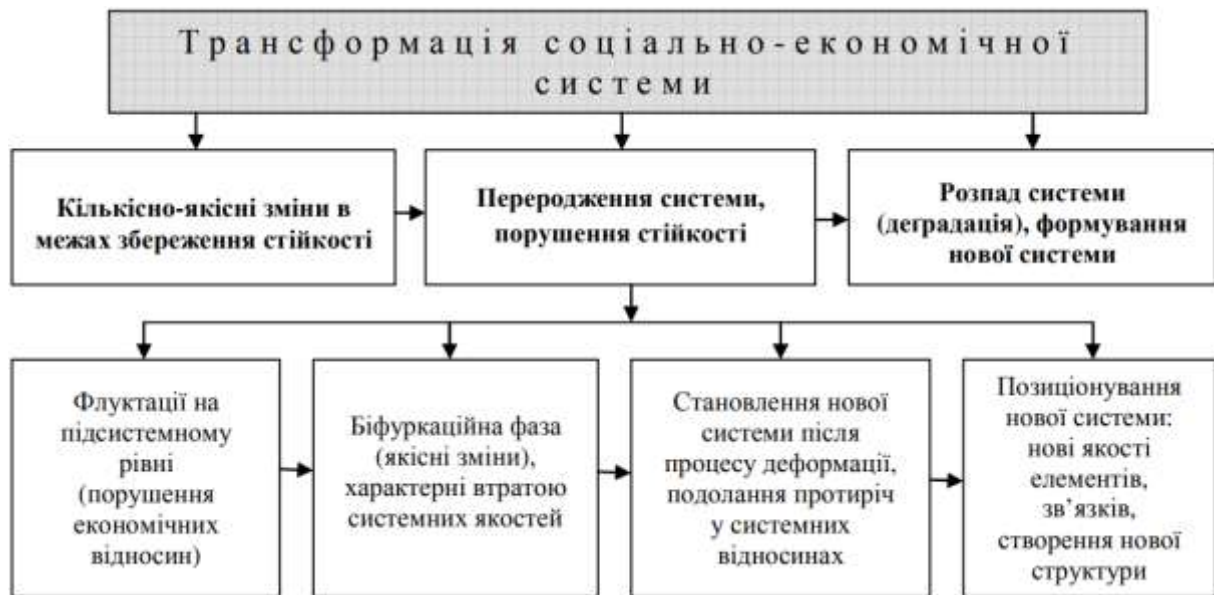 Трансформація соціально-економічної
системи
Кількісно-якісні зміни в
межах збереження стійкості
Переродження системи,
порушення стійкості
Розпад системи
(деградація), формування
нової системи
Флуктації на
підсистемному
рівні
(порушення
економічних
відносин)
Біфуркаційна фаза
(якісні зміни),
характерні втратою
системних якостей
Становлення нової
системи після
процесу деформації,
подолання протиріч
у системних
відносинах
Позиціонування
нової системи:
нові якості
елементів,
зв’язків,
створення нової
структури